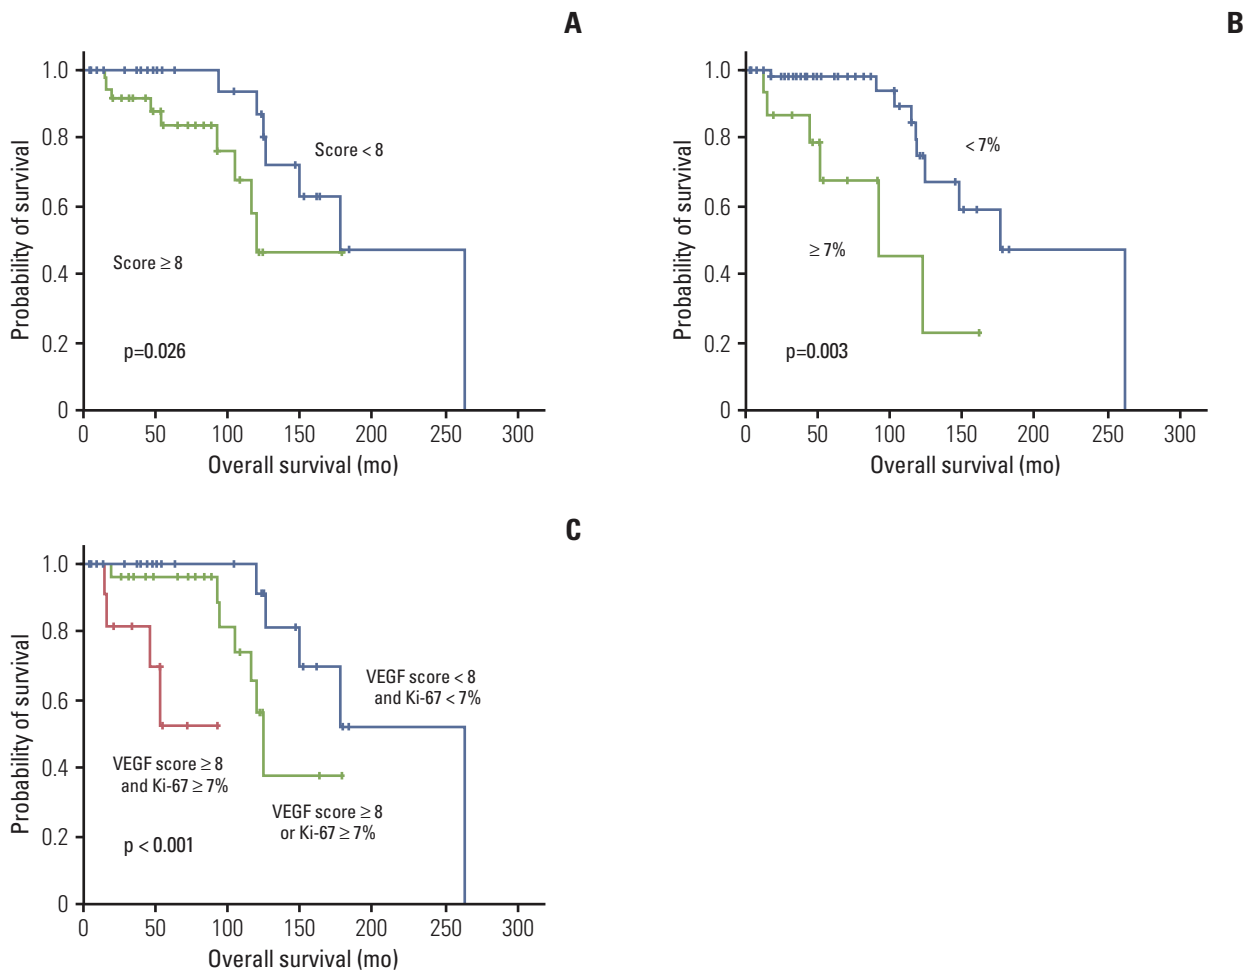 A
Probability of survival
1.0
0.8
0.6
0.4
0.2
0
Score < 8
Score ≥ 8
p=0.026
0 50 100 150 200 250 300
Overall survival (mo)
B
Probability of survival
1.0
0.8
0.6
0.4
0.2
0
< 7%
≥ 7%
p=0.003
0 50 100 150 200 250 300
Overall survival (mo)
C
Probability of survival
1.0
0.8
0.6
0.4
0.2
0
VEGF score < 8
and Ki-67 < 7%
VEGF score ≥ 8
and Ki-67 ≥ 7%
VEGF score ≥ 8
or Ki-67 ≥ 7%
p < 0.001
0 50 100 150 200 250 300
Overall survival (mo)